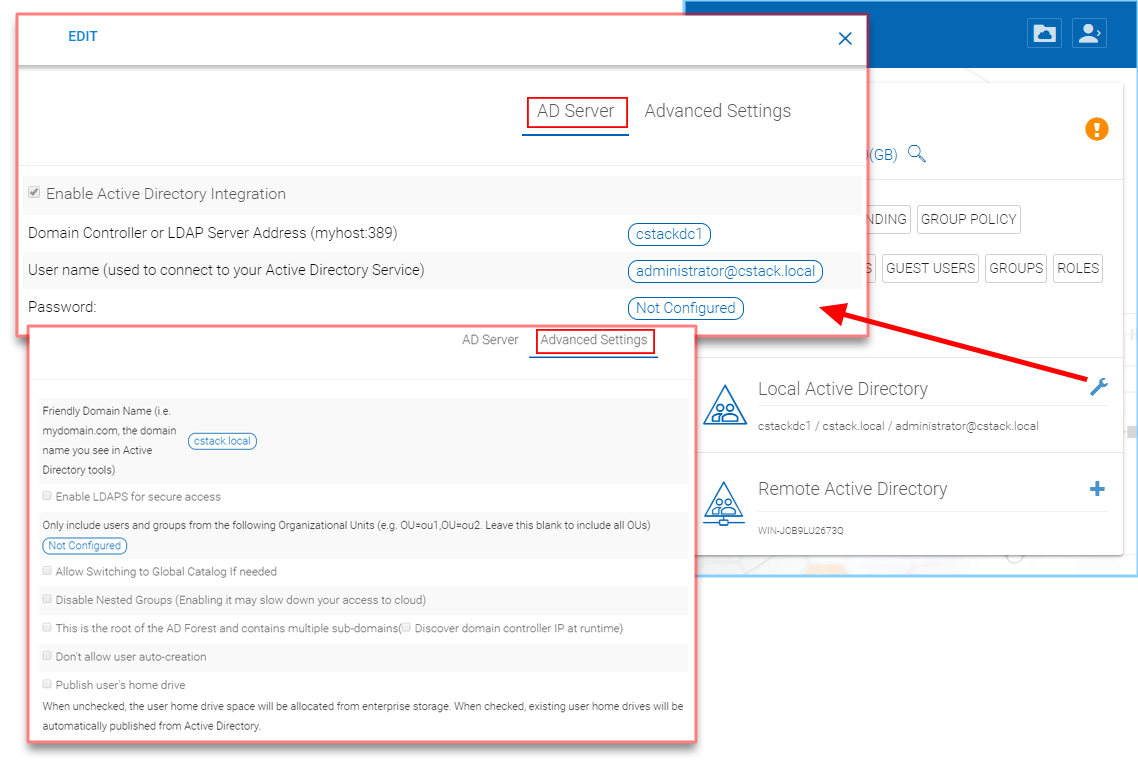 EDIT
AD Server
Advanced Settings
(GB)
Enable Active Directory Integration
Domain Controller or LDAP Server Address (myhost:389)
cstackdc1
User name (used to connect to your Active Directory Service)
administrator@cstack.local
Password:
Not Configured
GROUP POLICY
GUEST USERS
GROUPS
ROLES
AD Server
Advanced Settings
Friendly Domain Name (i.e.
mydomain.com, the domain
name you see in Active
Directory tools)
cstack.local
Enable LDAPS for secure access
Only include users and groups from the following Organizational Units (e.g. OU=ou1,OU=ou2. Leave this blank to include all OUs)
Not Configured
Allow Switching to Global Catalog If needed
Disable Nested Groups (Enabling it may slow down your access to cloud)
This is the root of the AD Forest and contains multiple sub-domains( Discover domain controller IP at runtime)
Don't allow user auto-creation
Publish user's home drive
When unchecked, the user home drive space will be allocated from enterprise storage. When checked, existing user home drives will be
automatically published from Active Directory.
Local Active Directory
cstackdc1 / cstack.local / administrator@cstack.local
Remote Active Directory
WIN-JCB9LU2673Q